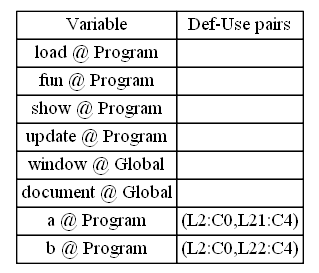 Variable Def-Use pairs
load @ Program
fun @ Program
show @ Program
update @ Program
window @ Global
document @ Global
a @ Program (L2:C0,L21:C4)
b @ Program (L2:C0,L22:C4)